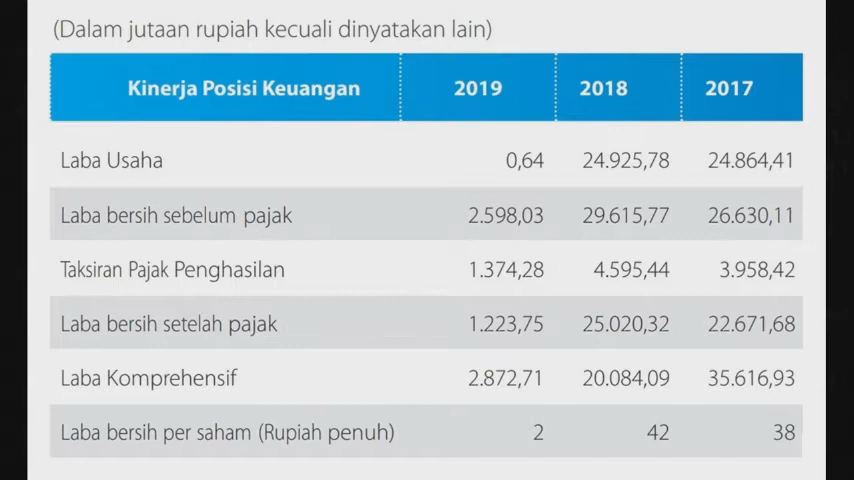 (Dalam jutaan rupiah kecuali dinyatakan lain)
Kinerja Posisi Keuangan 2019 2018 2017
Laba Usaha 0,64 24.925,78 24.864,41
Laba bersih sebelum pajak 2.598,03 29.615,77 26.630,11
Taksiran Pajak Penghasilan 1.374,28 4.595,44 3.958,42
Laba bersih setelah pajak 1.223,75 25.020,32 22.671,68
Laba Komprehensif 2.872,71 20.084,09 35.616,93
Laba bersih per saham (Rupiah penuh) 2 42 38